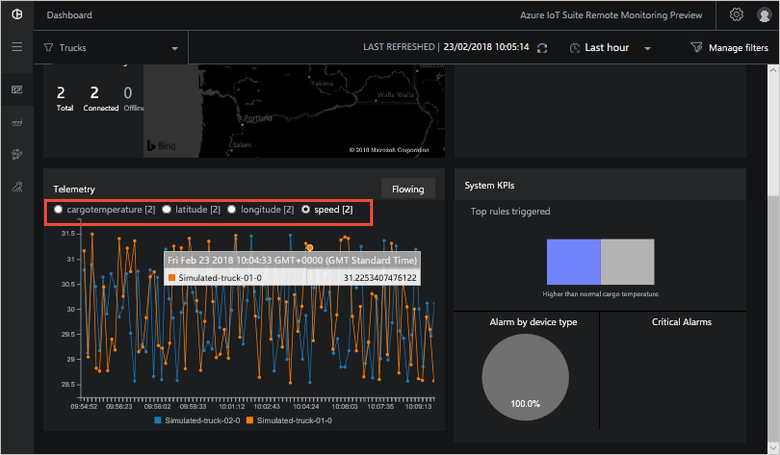 Dashboard
Azure IoT Suite Remote Monitoring Preview
Trucks
LAST REFRESHED | 23/02/2018 10:05:14
Last hour
Manage filters
2 2 0
Total Connected Offline
Yakima
Walla Walla
Portland
Salem
Bing
© 2018 Microsoft Corporation
Telemetry
Flowing
cargotemperature [2] latitude [2] longitude [2] speed [2]
31.5
31
30.5
30
29.5
29
28.5
Fri Feb 23 2018 10:04:33 GMT+0000 (GMT Standard Time)
Simulated-truck-01-0 31.2253407476122
09:54:52 09:56:23 09:58:02 09:59:33 10:01:12 10:02:43 10:04:24 10:06:03 10:07:35 10:09:13
Simulated-truck-02-0 Simulated-truck-01-0
System KPIs
Top rules triggered
Higher than normal cargo temperature
Alarm by device type
Critical Alarms
100.0%